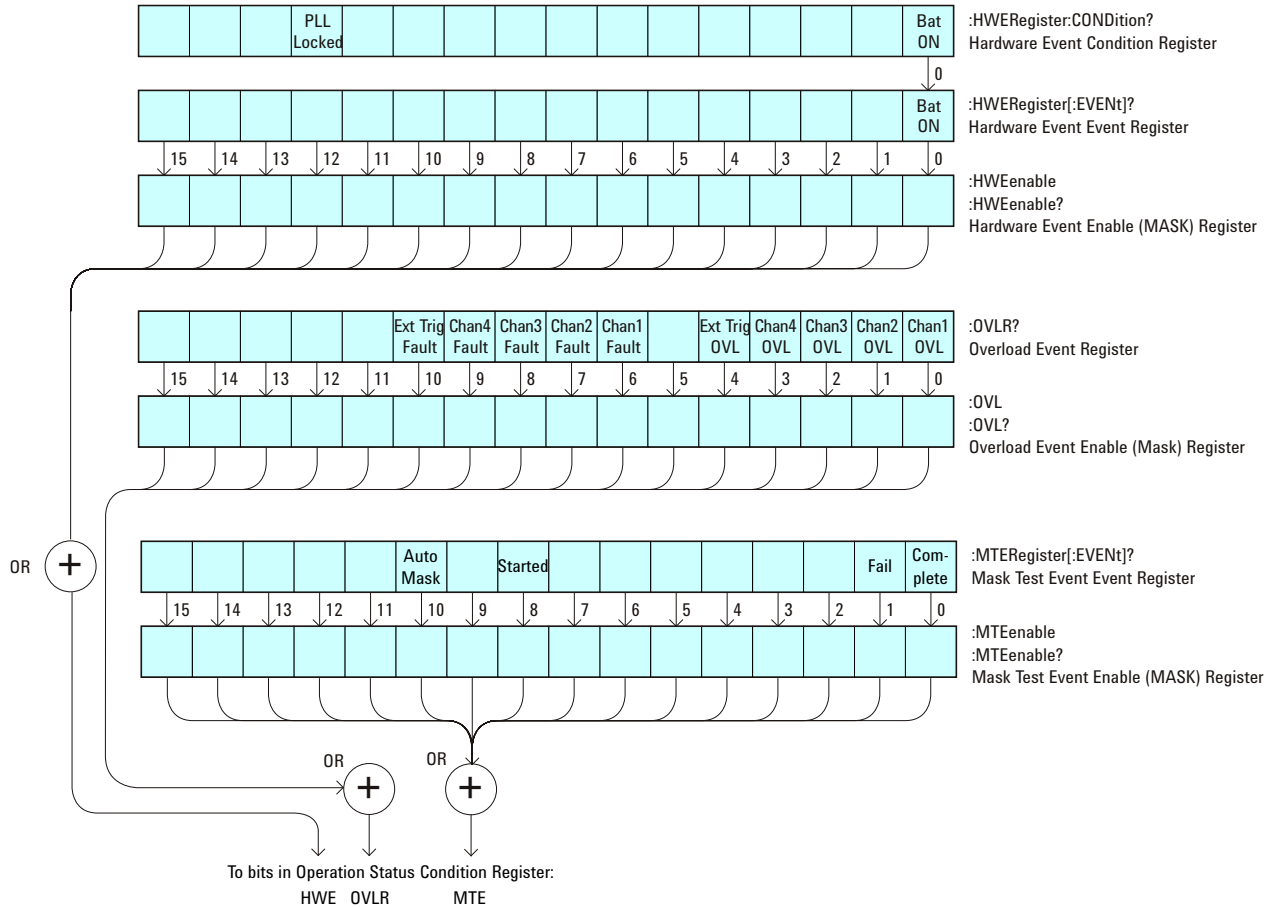 PLL Locked
Bat ON
:HWERegister:CONDition?
Hardware Event Condition Register
0
Bat ON
:HWERegister[:EVENt]?
Hardware Event Event Register
15 14 13 12 11 10 9 8 7 6 5 4 3 2 1 0
:HWEenable
:HWEenable?
Hardware Event Enable (MASK) Register
Ext Trig Fault
Chan4 Fault
Chan3 Fault
Chan2 Fault
Chan1 Fault
Ext Trig OVL
Chan4 OVL
Chan3 OVL
Chan2 OVL
Chan1 OVL
:OVLR?
Overload Event Register
15 14 13 12 11 10 9 8 7 6 5 4 3 2 1 0
:OVL
:OVL?
Overload Event Enable (Mask) Register
OR +
Auto Mask
Started
Fail
Com-
plete
:MTERegister[:EVENt]?
Mask Test Event Event Register
15 14 13 12 11 10 9 8 7 6 5 4 3 2 1 0
:MTEenable
:MTEenable?
Mask Test Event Enable (MASK) Register
OR +
OR +
To bits in Operation Status Condition Register:
HWE OVLR MTE